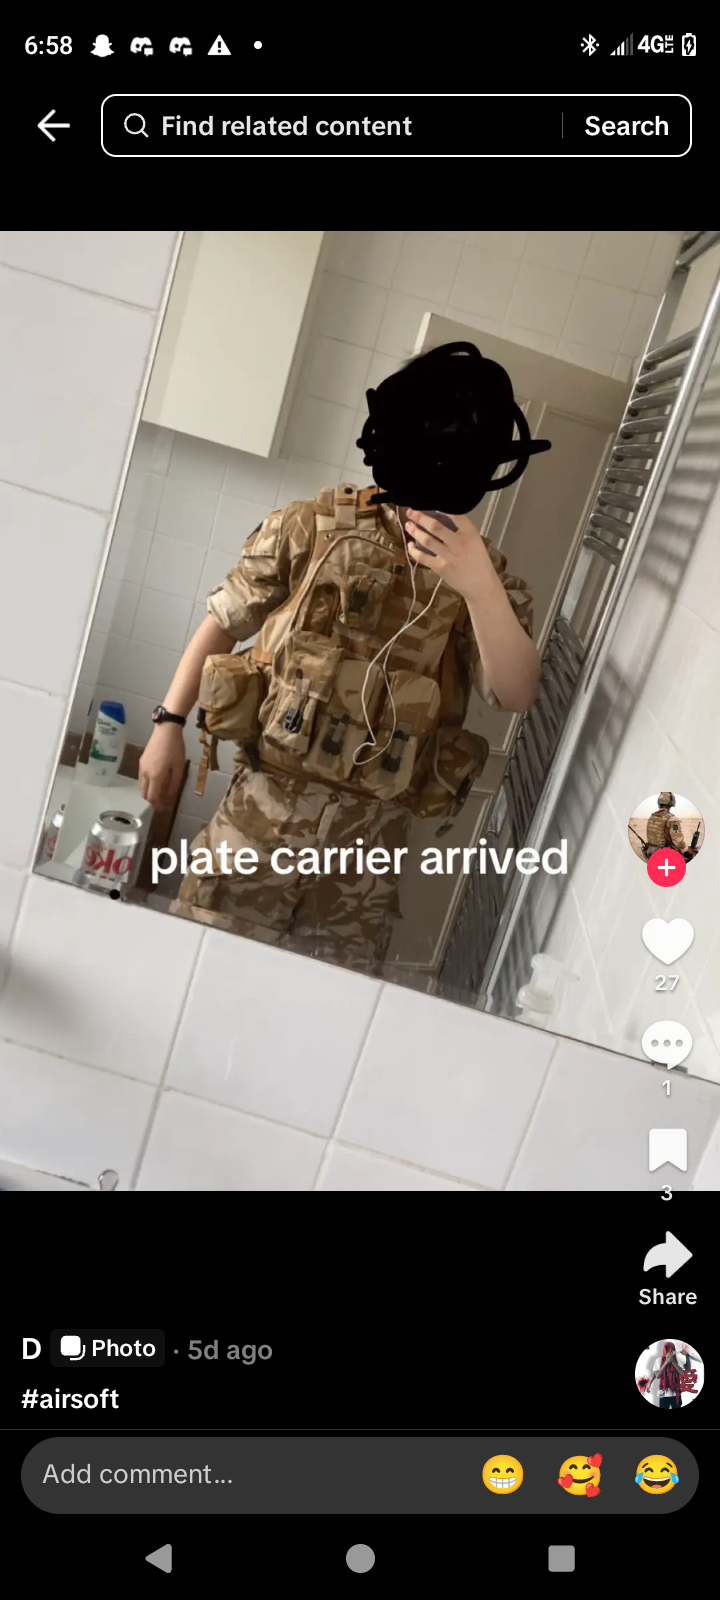 6:58
4G LTE
Find related content
Search
plate carrier arrived
27
1
3
Share
D Photo · 5d ago
#airsoft
Add comment...